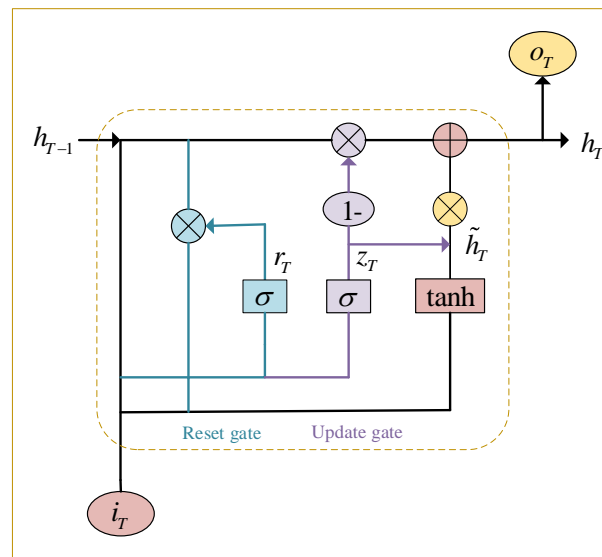 o_T
h_{T-1}
h_T
1-
r_T
z_T
h̃_T
σ
σ
tanh
Reset gate
Update gate
i_T